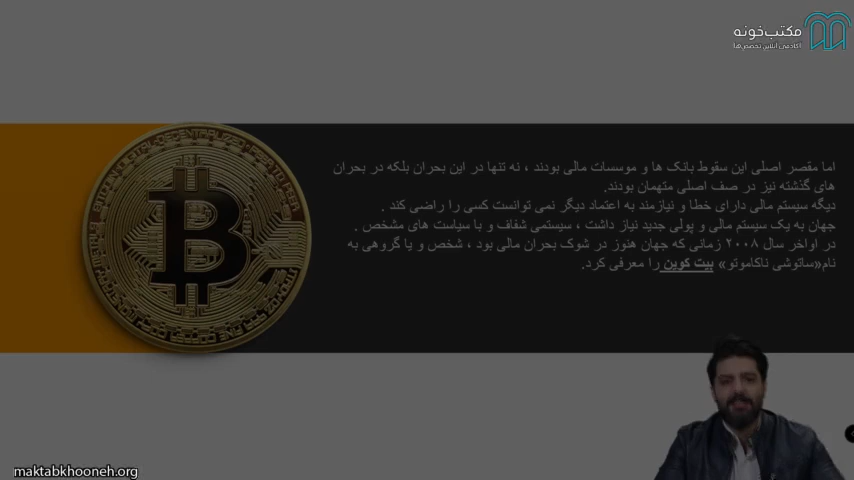 مکتب‌خونه
آکادمی آنلاین تخصص‌ها
اما مقصر اصلی این سقوط بانک ها و موسسات مالی بودند ، نه تنها در این بحران بلکه در بحران
های گذشته نیز در صف اصلی متهمان بودند.
دیگه سیستم مالی دارای خطا و نیازمند به اعتماد دیگر نمی توانست کسی را راضی کند .
جهان به یک سیستم مالی و پولی جدید نیاز داشت ، سیستمی شفاف و با سیاست های مشخص .
در اواخر سال ۲۰۰۸ زمانی که جهان هنوز در شوک بحران مالی بود ، شخص و یا گروهی به
نام«ساتوشی ناکاموتو» بیت کوین را معرفی کرد.
maktabkhooneh.org